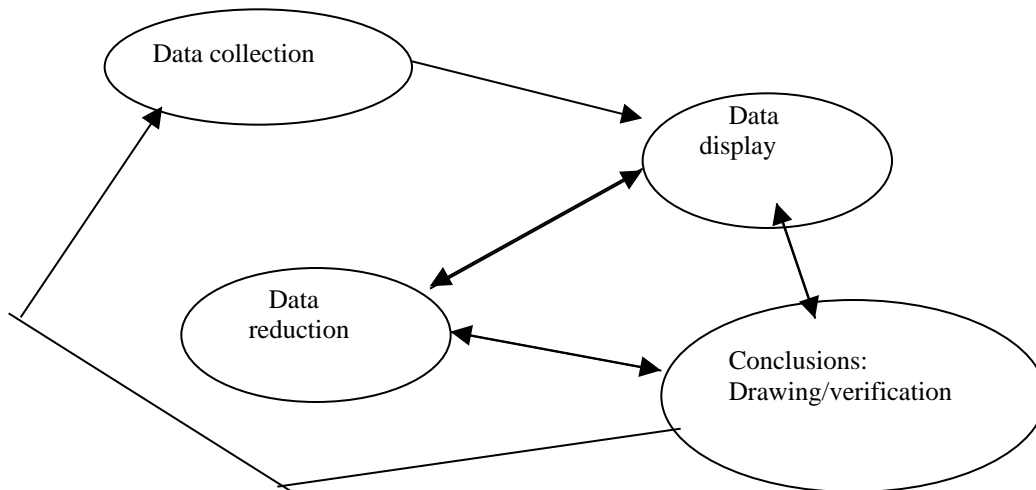 Data collection
Data
display
Data
reduction
Conclusions:
Drawing/verification